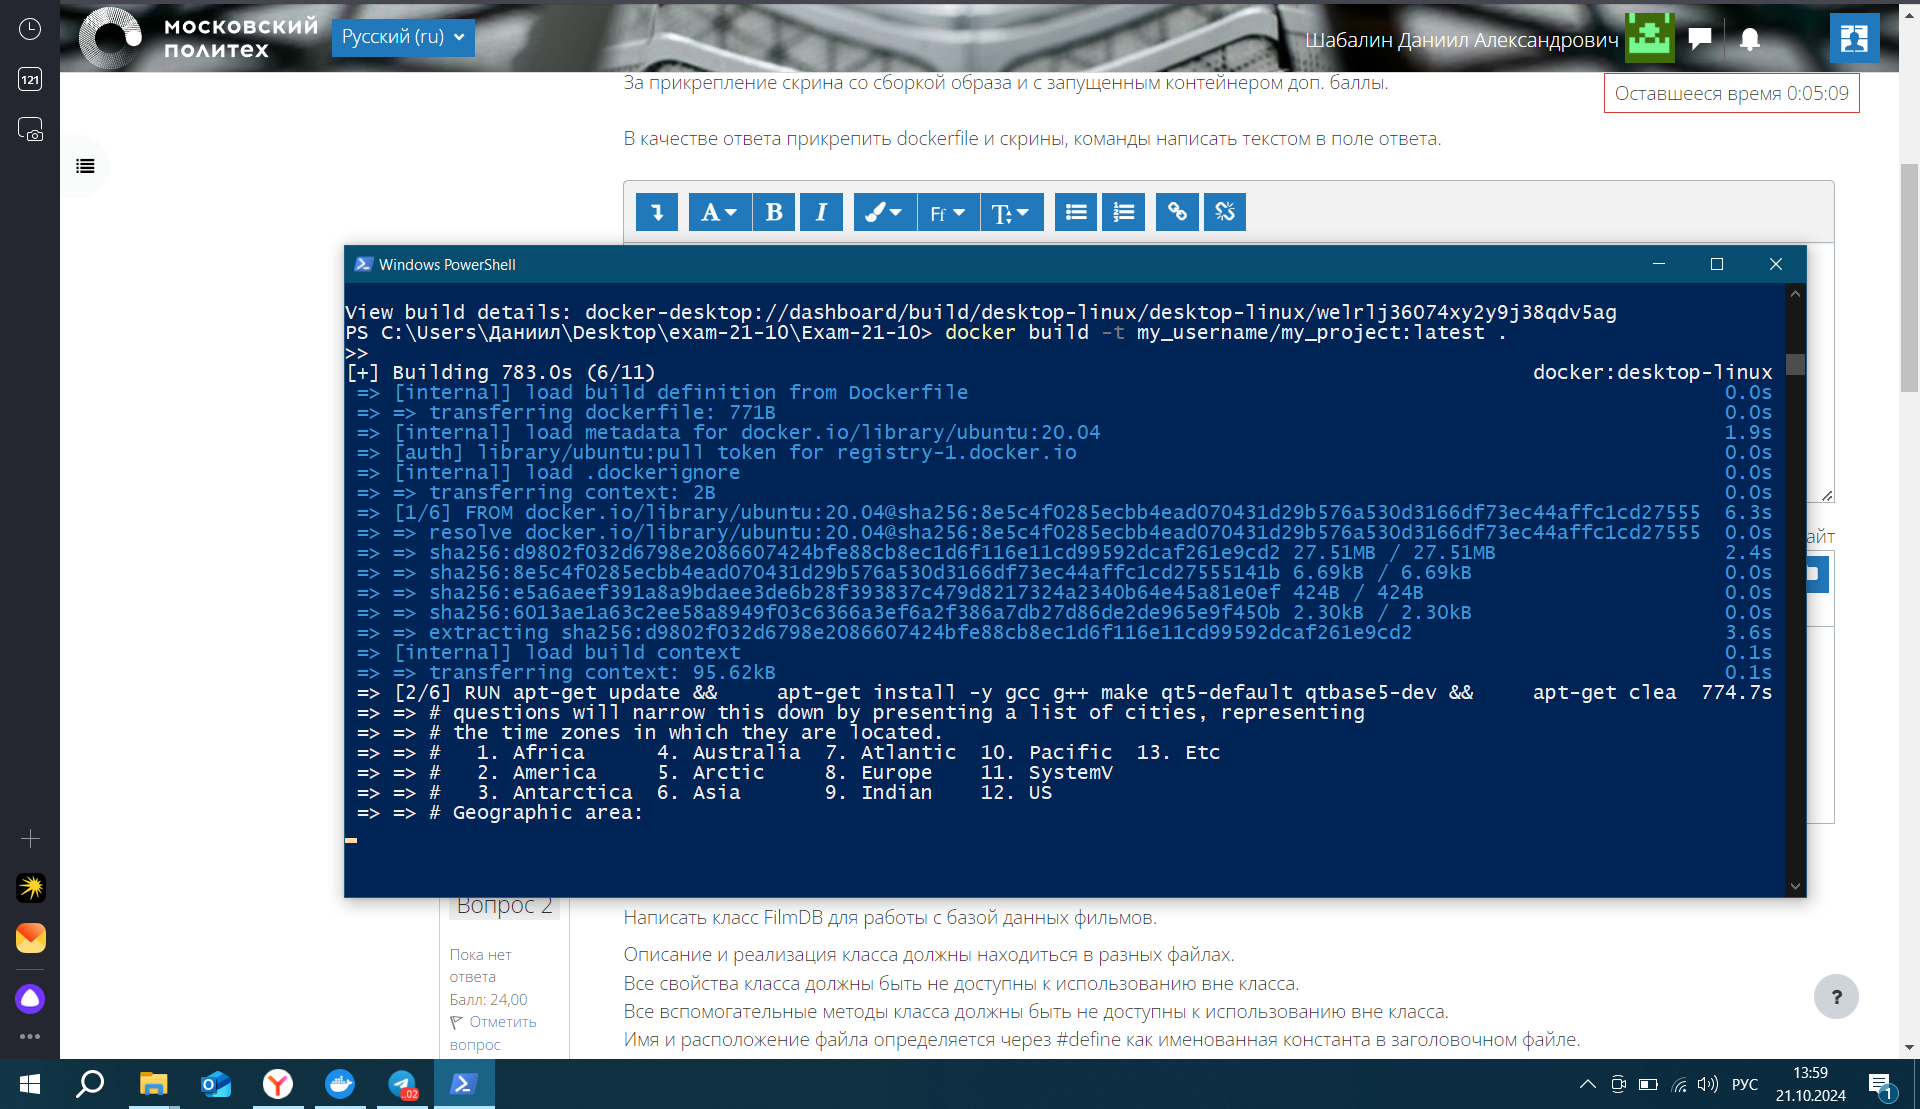 121
МОСКОВСКИЙ
ПОЛИТЕХ
Русский (ru)
Шабалин Даниил Александрович
За прикрепление скрина со сборкой образа и с запущенным контейнером доп. баллы.
Оставшееся время 0:05:09
В качестве ответа прикрепить dockerfile и скрины, команды написать текстом в поле ответа.
A B I Ff T
Windows PowerShell
View build details: docker-desktop://dashboard/build/desktop-linux/desktop-linux/welrlj36074xy2y9j38qdv5ag
PS C:\Users\Даниил\Desktop\exam-21-10\Exam-21-10> docker build -t my_username/my_project:latest .
>>
[+] Building 783.0s (6/11) docker:desktop-linux
=> [internal] load build definition from Dockerfile 0.0s
=> => transferring dockerfile: 771B 0.0s
=> [internal] load metadata for docker.io/library/ubuntu:20.04 1.9s
=> [auth] library/ubuntu:pull token for registry-1.docker.io 0.0s
=> [internal] load .dockerignore 0.0s
=> => transferring context: 2B 0.0s
=> [1/6] FROM docker.io/library/ubuntu:20.04@sha256:8e5c4f0285ecbb4ead070431d29b576a530d3166df73ec44affc1cd27555 6.3s
=> => resolve docker.io/library/ubuntu:20.04@sha256:8e5c4f0285ecbb4ead070431d29b576a530d3166df73ec44affc1cd27555 0.0s
=> => sha256:d9802f032d6798e2086607424bfe88cb8ec1d6f116e11cd99592dcaf261e9cd2 27.51MB / 27.51MB 2.4s
=> => sha256:8e5c4f0285ecbb4ead070431d29b576a530d3166df73ec44affc1cd27555141b 6.69kB / 6.69kB 0.0s
=> => sha256:e5a6aeef391a8a9bdaee3de6b28f393837c479d8217324a2340b64e45a81e0ef 424B / 424B 0.0s
=> => sha256:6013ae1a63c2ee58a8949f03c6366a3ef6a2f386a7db27d86de2de965e9f450b 2.30kB / 2.30kB 0.0s
=> => extracting sha256:d9802f032d6798e2086607424bfe88cb8ec1d6f116e11cd99592dcaf261e9cd2 3.6s
=> [internal] load build context 0.1s
=> => transferring context: 95.62kB 0.1s
=> [2/6] RUN apt-get update && apt-get install -y gcc g++ make qt5-default qtbase5-dev && apt-get clea 774.7s
=> => # questions will narrow this down by presenting a list of cities, representing
=> => # the time zones in which they are located.
=> => # 1. Africa 4. Australia 7. Atlantic 10. Pacific 13. Etc
=> => # 2. America 5. Arctic 8. Europe 11. SystemV
=> => # 3. Antarctica 6. Asia 9. Indian 12. US
=> => # Geographic area:
айт
Вопрос 2
Пока нет
ответа
Балл: 24,00
Отметить
вопрос
Написать класс FilmDB для работы с базой данных фильмов.
Описание и реализация класса должны находиться в разных файлах.
Все свойства класса должны быть не доступны к использованию вне класса.
Все вспомогательные методы класса должны быть не доступны к использованию вне класса.
Имя и расположение файла определяется через #define как именованная константа в заголовочном файле.
?
..02
РУС
13:59
21.10.2024
1